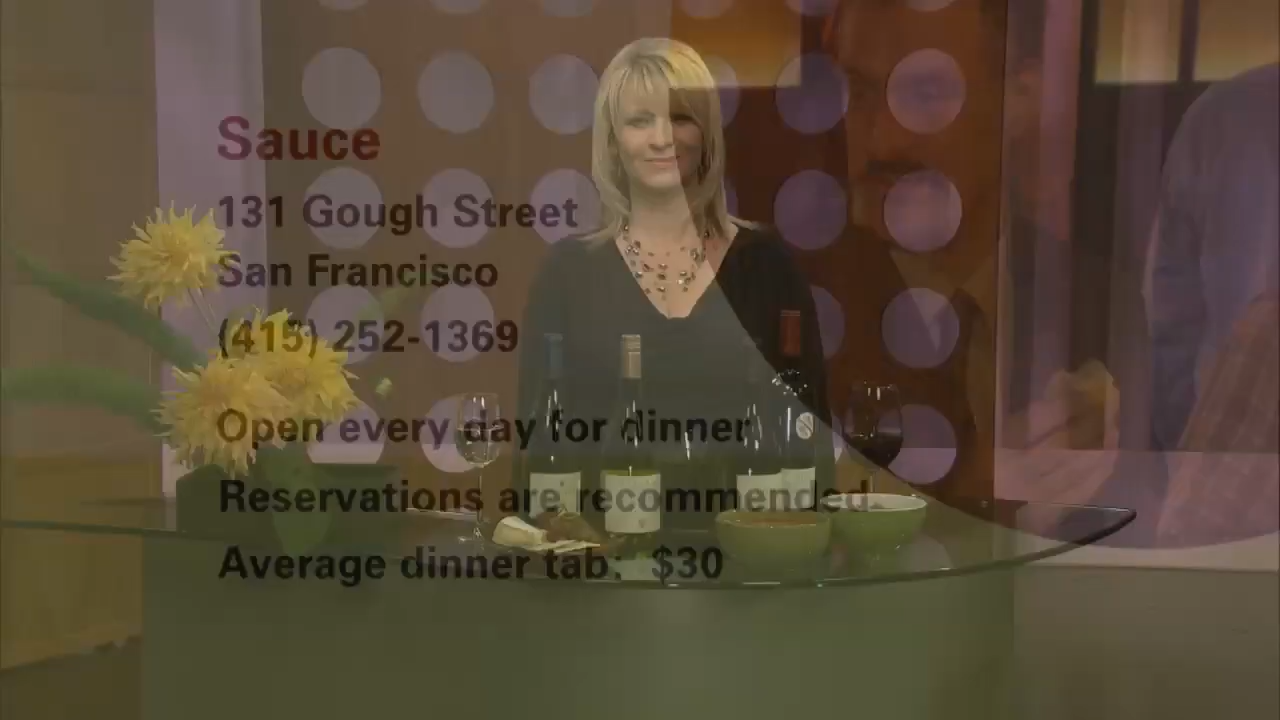 Sauce
131 Gough Street
San Francisco
(415) 252-1369
Open every day for dinner
Reservations are recommended
Average dinner tab: $30